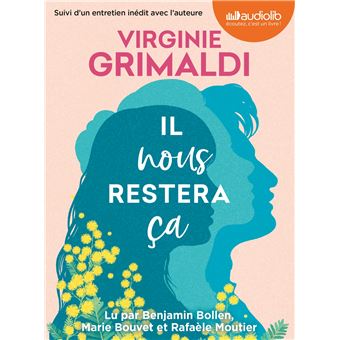 Suivi d'un entretien inédit avec l'auteure
audiolib
écoutez, c'est un livre !
VIRGINIE
GRIMALDI
IL
nous
RESTERA
ça
Lu par Benjamin Bollen,
Marie Bouvet et Rafaèle Moutier